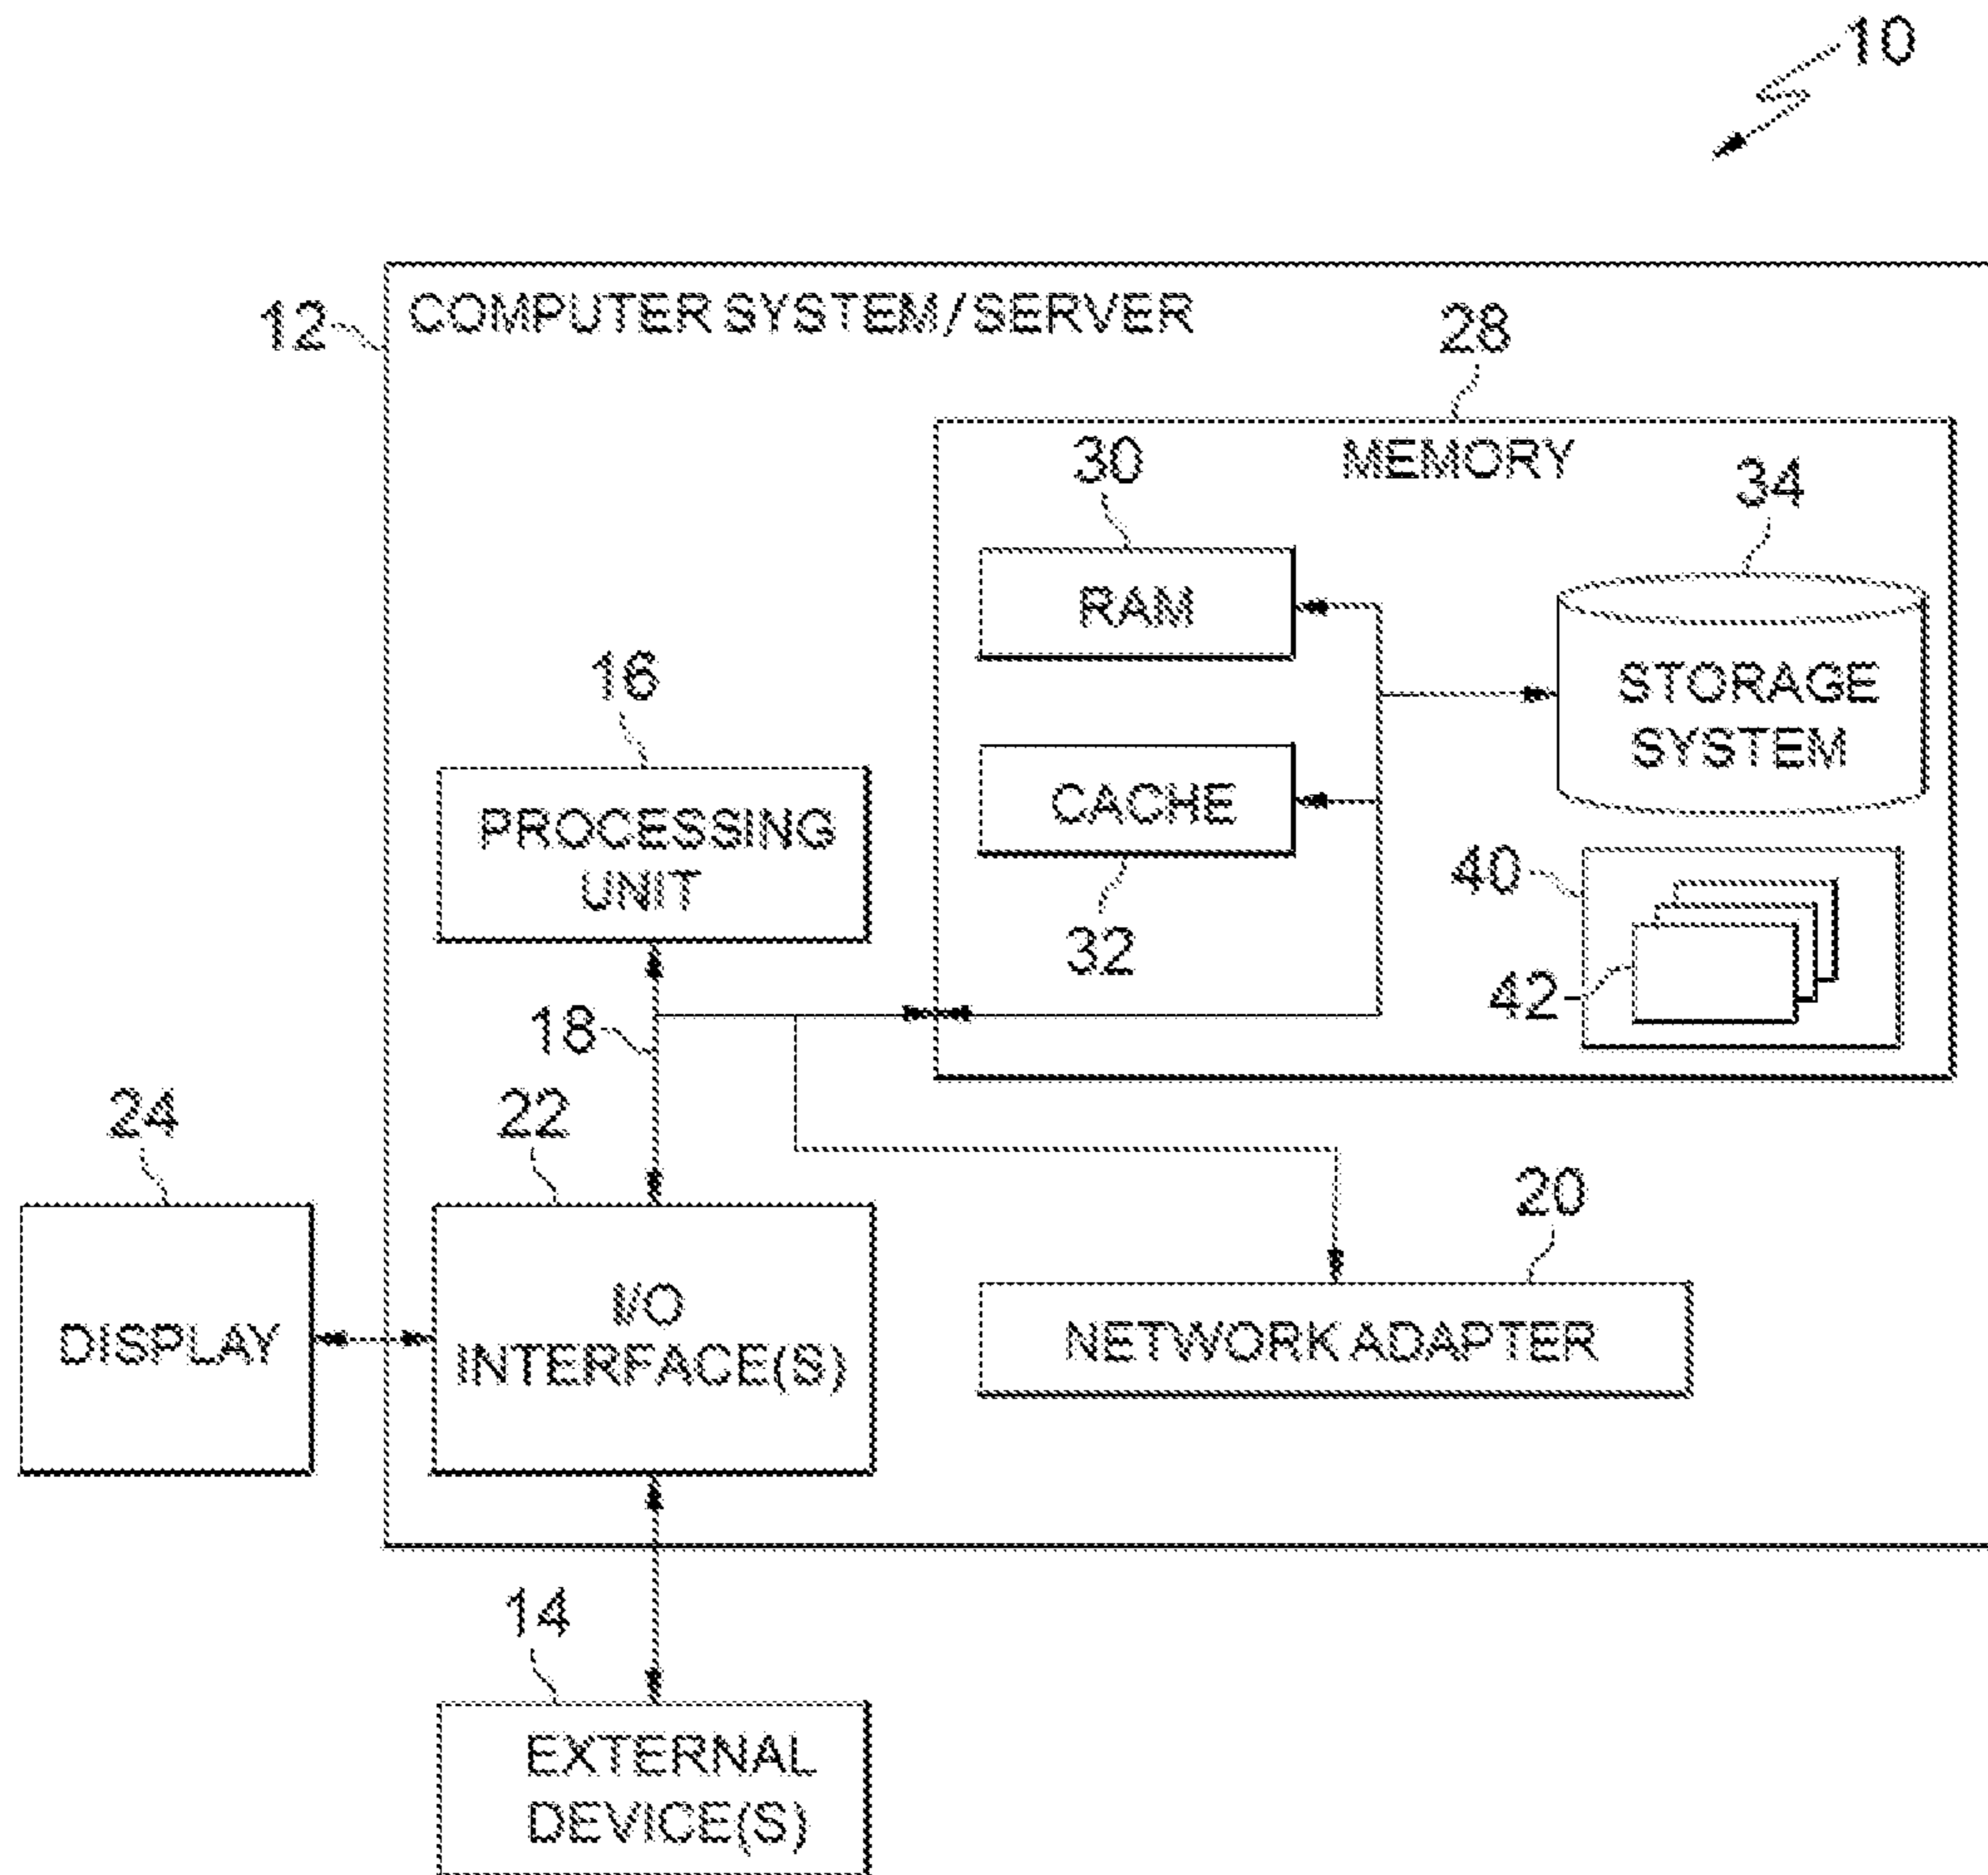 10
12
COMPUTER SYSTEM / SERVER
28
MEMORY
30
34
RAM
STORAGE
SYSTEM
16
CACHE
PROCESSING
UNIT
40
32
42
18
24
22
20
DISPLAY
I/O
INTERFACE(S)
NETWORK ADAPTER
14
EXTERNAL
DEVICE(S)